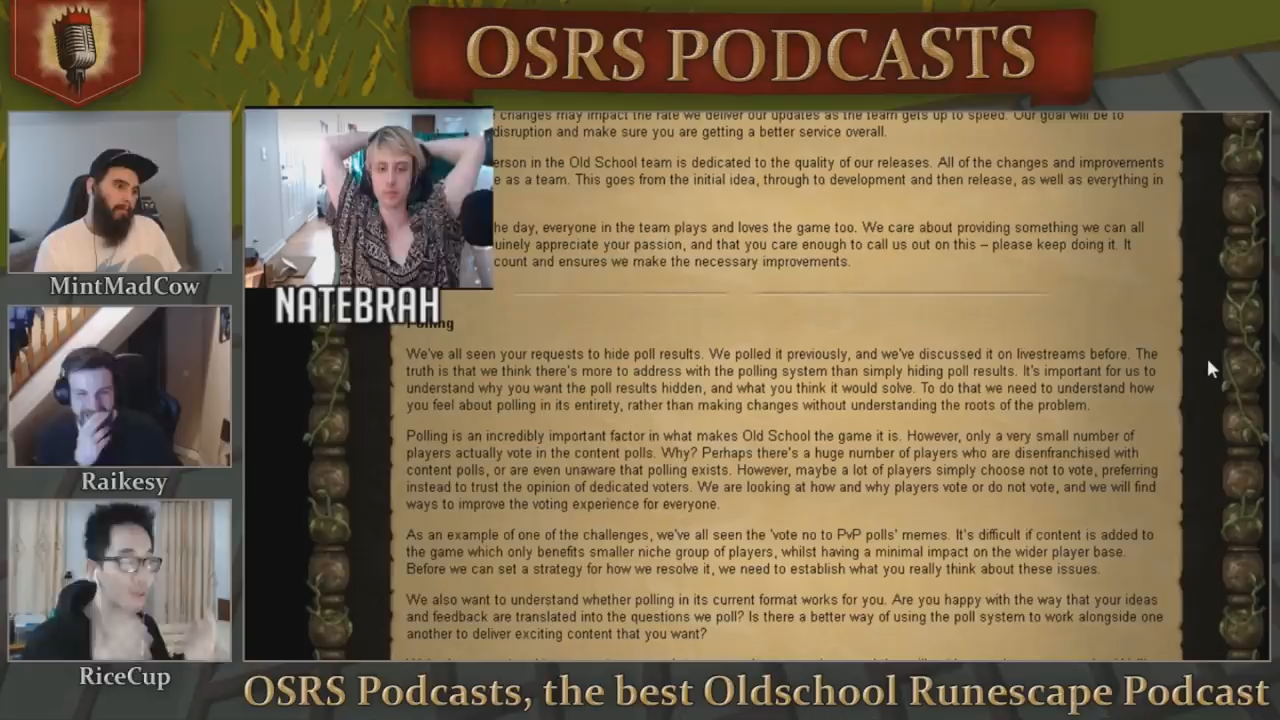 OSRS PODCASTS
changes may impact the rate we deliver our updates as the team gets up to speed. Our goal will be to
disruption and make sure you are getting a better service overall.
erson in the Old School team is dedicated to the quality of our releases. All of the changes and improvements
e as a team. This goes from the initial idea, through to development and then release, as well as everything in
he day, everyone in the team plays and loves the game too. We care about providing something we can all
uinely appreciate your passion, and that you care enough to call us out on this – please keep doing it. It
count and ensures we make the necessary improvements.
MintMadCow
NATEBRAH
Polling
We've all seen your requests to hide poll results. We polled it previously, and we've discussed it on livestreams before. The
truth is that we think there's more to address with the polling system than simply hiding poll results. It's important for us to
understand why you want the poll results hidden, and what you think it would solve. To do that we need to understand how
you feel about polling in its entirety, rather than making changes without understanding the roots of the problem.
Polling is an incredibly important factor in what makes Old School the game it is. However, only a very small number of
players actually vote in the content polls. Why? Perhaps there's a huge number of players who are disenfranchised with
content polls, or are even unaware that polling exists. However, maybe a lot of players simply choose not to vote, preferring
instead to trust the opinion of dedicated voters. We are looking at how and why players vote or do not vote, and we will find
ways to improve the voting experience for everyone.
Raikesy
As an example of one of the challenges, we've all seen the 'vote no to PvP polls' memes. It's difficult if content is added to
the game which only benefits smaller niche group of players, whilst having a minimal impact on the wider player base.
Before we can set a strategy for how we resolve it, we need to establish what you really think about these issues.
We also want to understand whether polling in its current format works for you. Are you happy with the way that your ideas
and feedback are translated into the questions we poll? Is there a better way of using the poll system to work alongside one
another to deliver exciting content that you want?
RiceCup
OSRS Podcasts, the best Oldschool Runescape Podcast